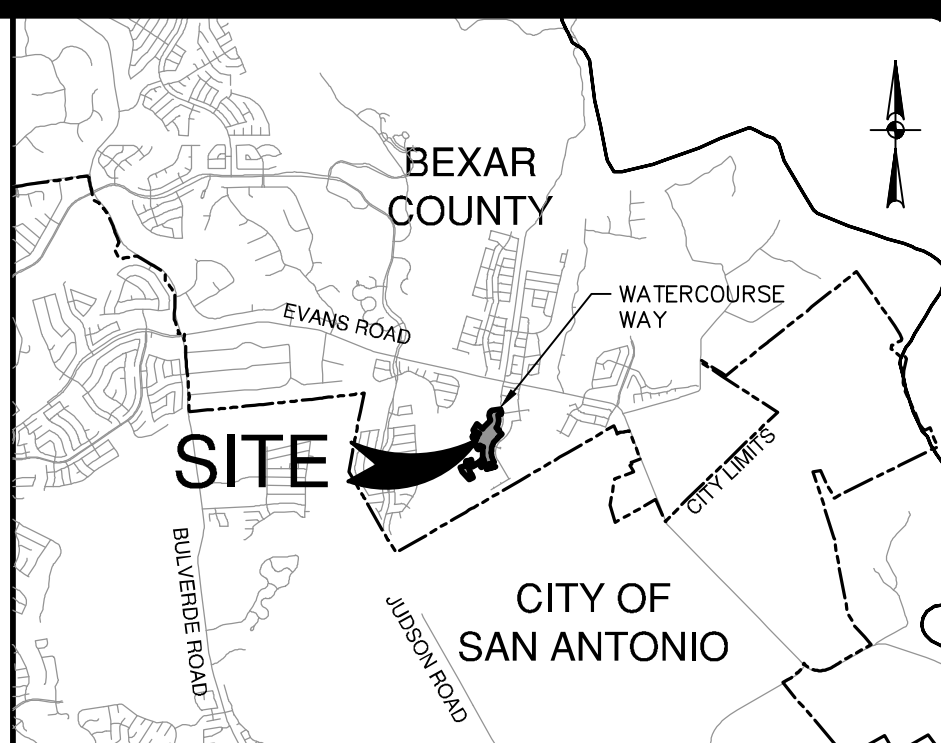 BEXAR
COUNTY
WATERCOURSE
WAY
EVANS ROAD
SITE
CITY LIMITS
BULVERDE ROAD
JUDSON ROAD
CITY OF
SAN ANTONIO